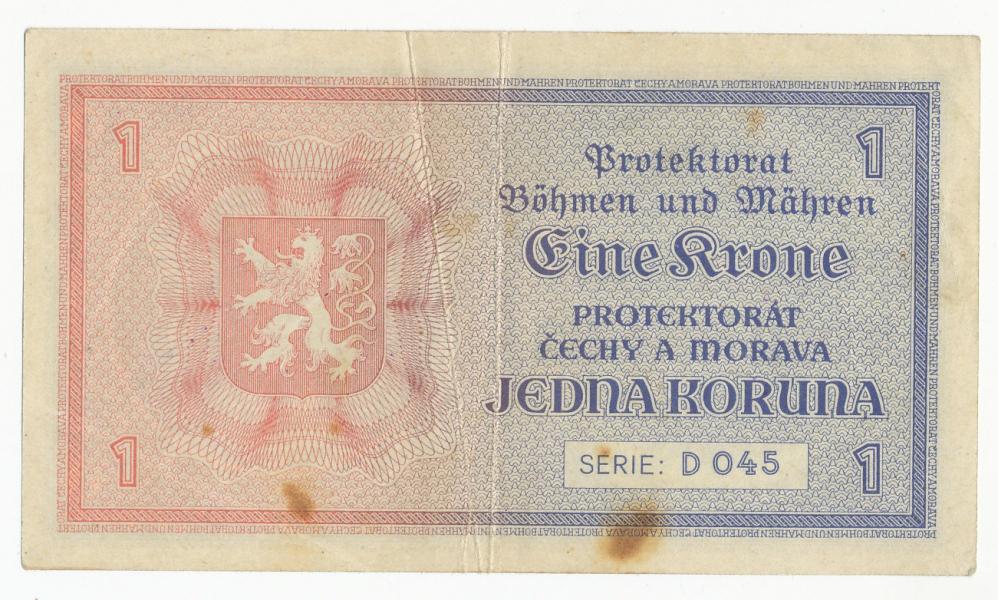 PROTEKTORAT BÖHMEN UND MÄHREN PROTEKTORÁT ČECHY A MORAVA PROTEKTORAT BÖHMEN UND MÄHREN PROTEKTORÁT ČECHY A MORAVA PROTEKTORAT BÖHMEN UND MÄHREN
1
1
Protektorat
Böhmen und Mähren
Eine Krone
PROTEKTORÁT
ČECHY A MORAVA
JEDNA KORUNA
SERIE: D 045
1
1